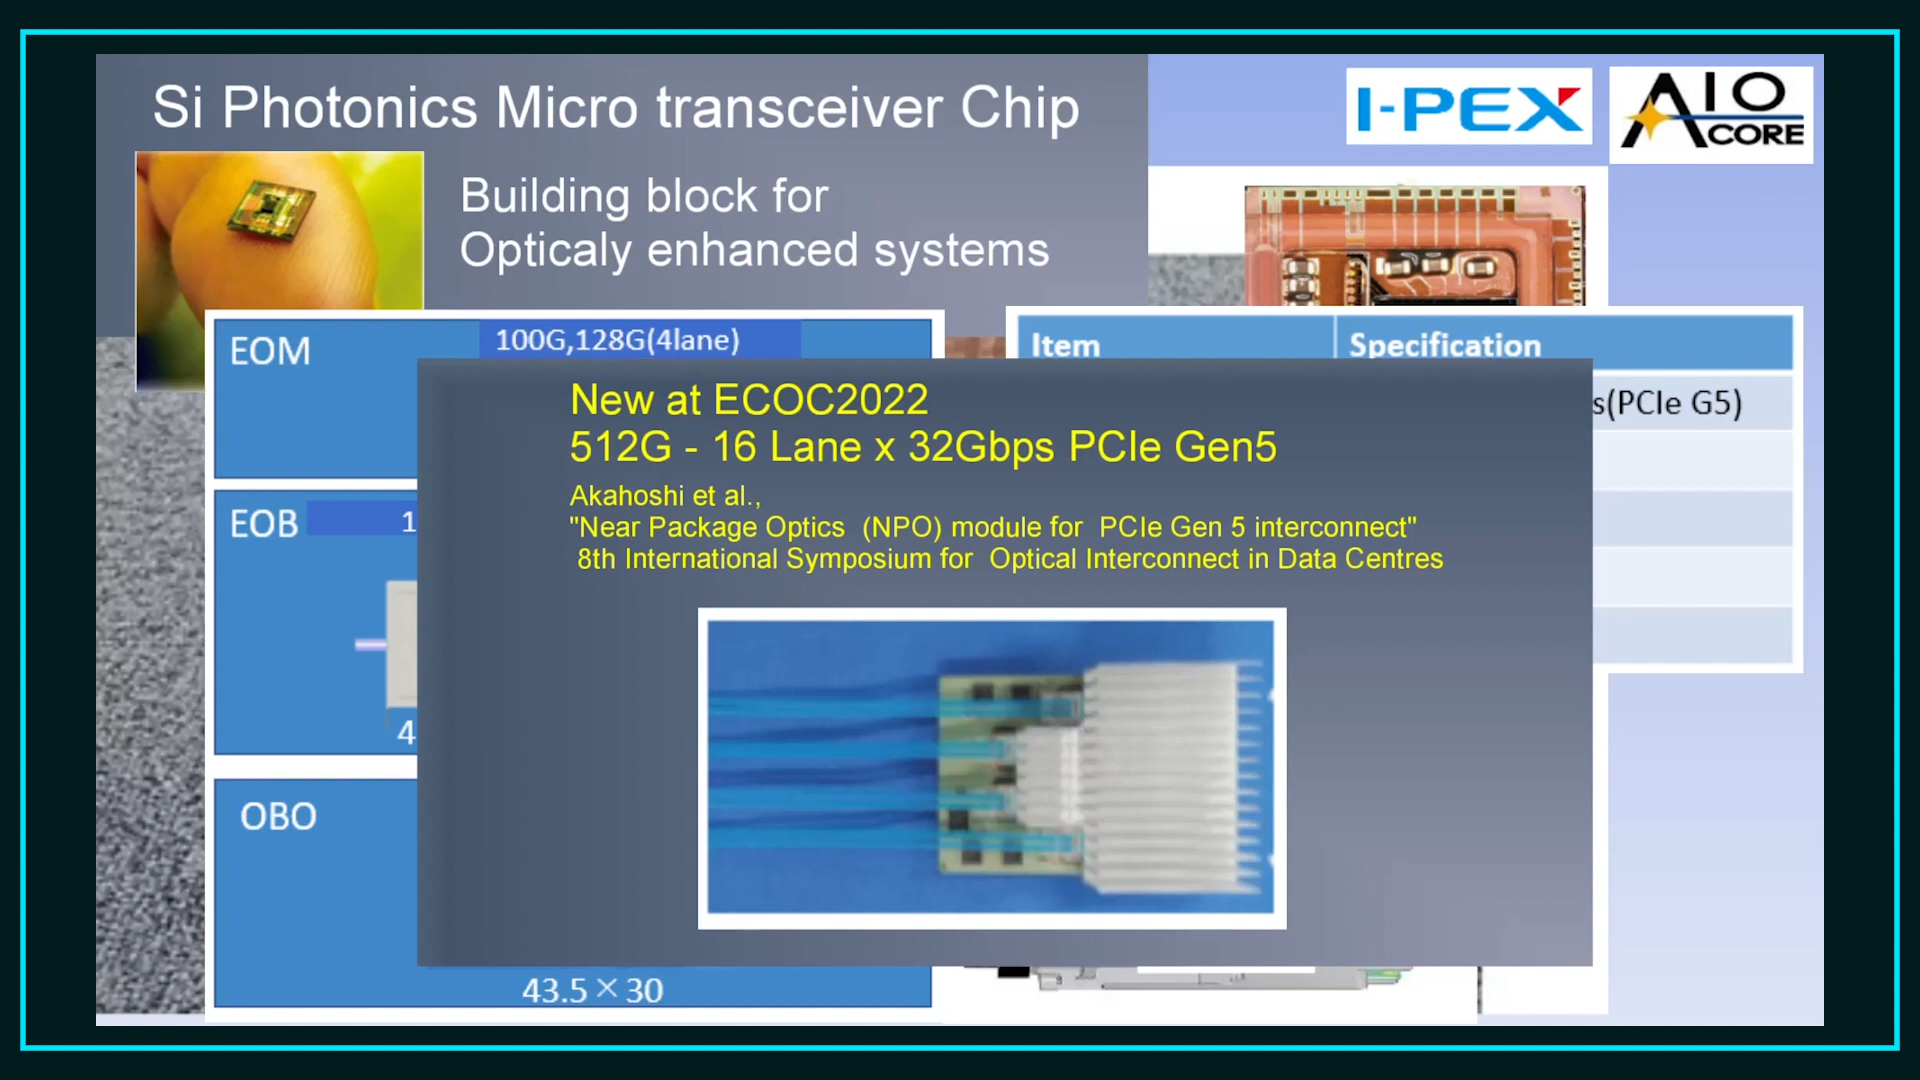 Si Photonics Micro transceiver Chip
I-PEX
AIO
CORE
Building block for
Opticaly enhanced systems
EOM
100G,128G(4lane)
Item
Specification
s(PCIe G5)
New at ECOC2022
512G - 16 Lane x 32Gbps PCIe Gen5
Akahoshi et al.,
"Near Package Optics (NPO) module for PCIe Gen 5 interconnect"
8th International Symposium for Optical Interconnect in Data Centres
EOB
1
4
OBO
43.5×30